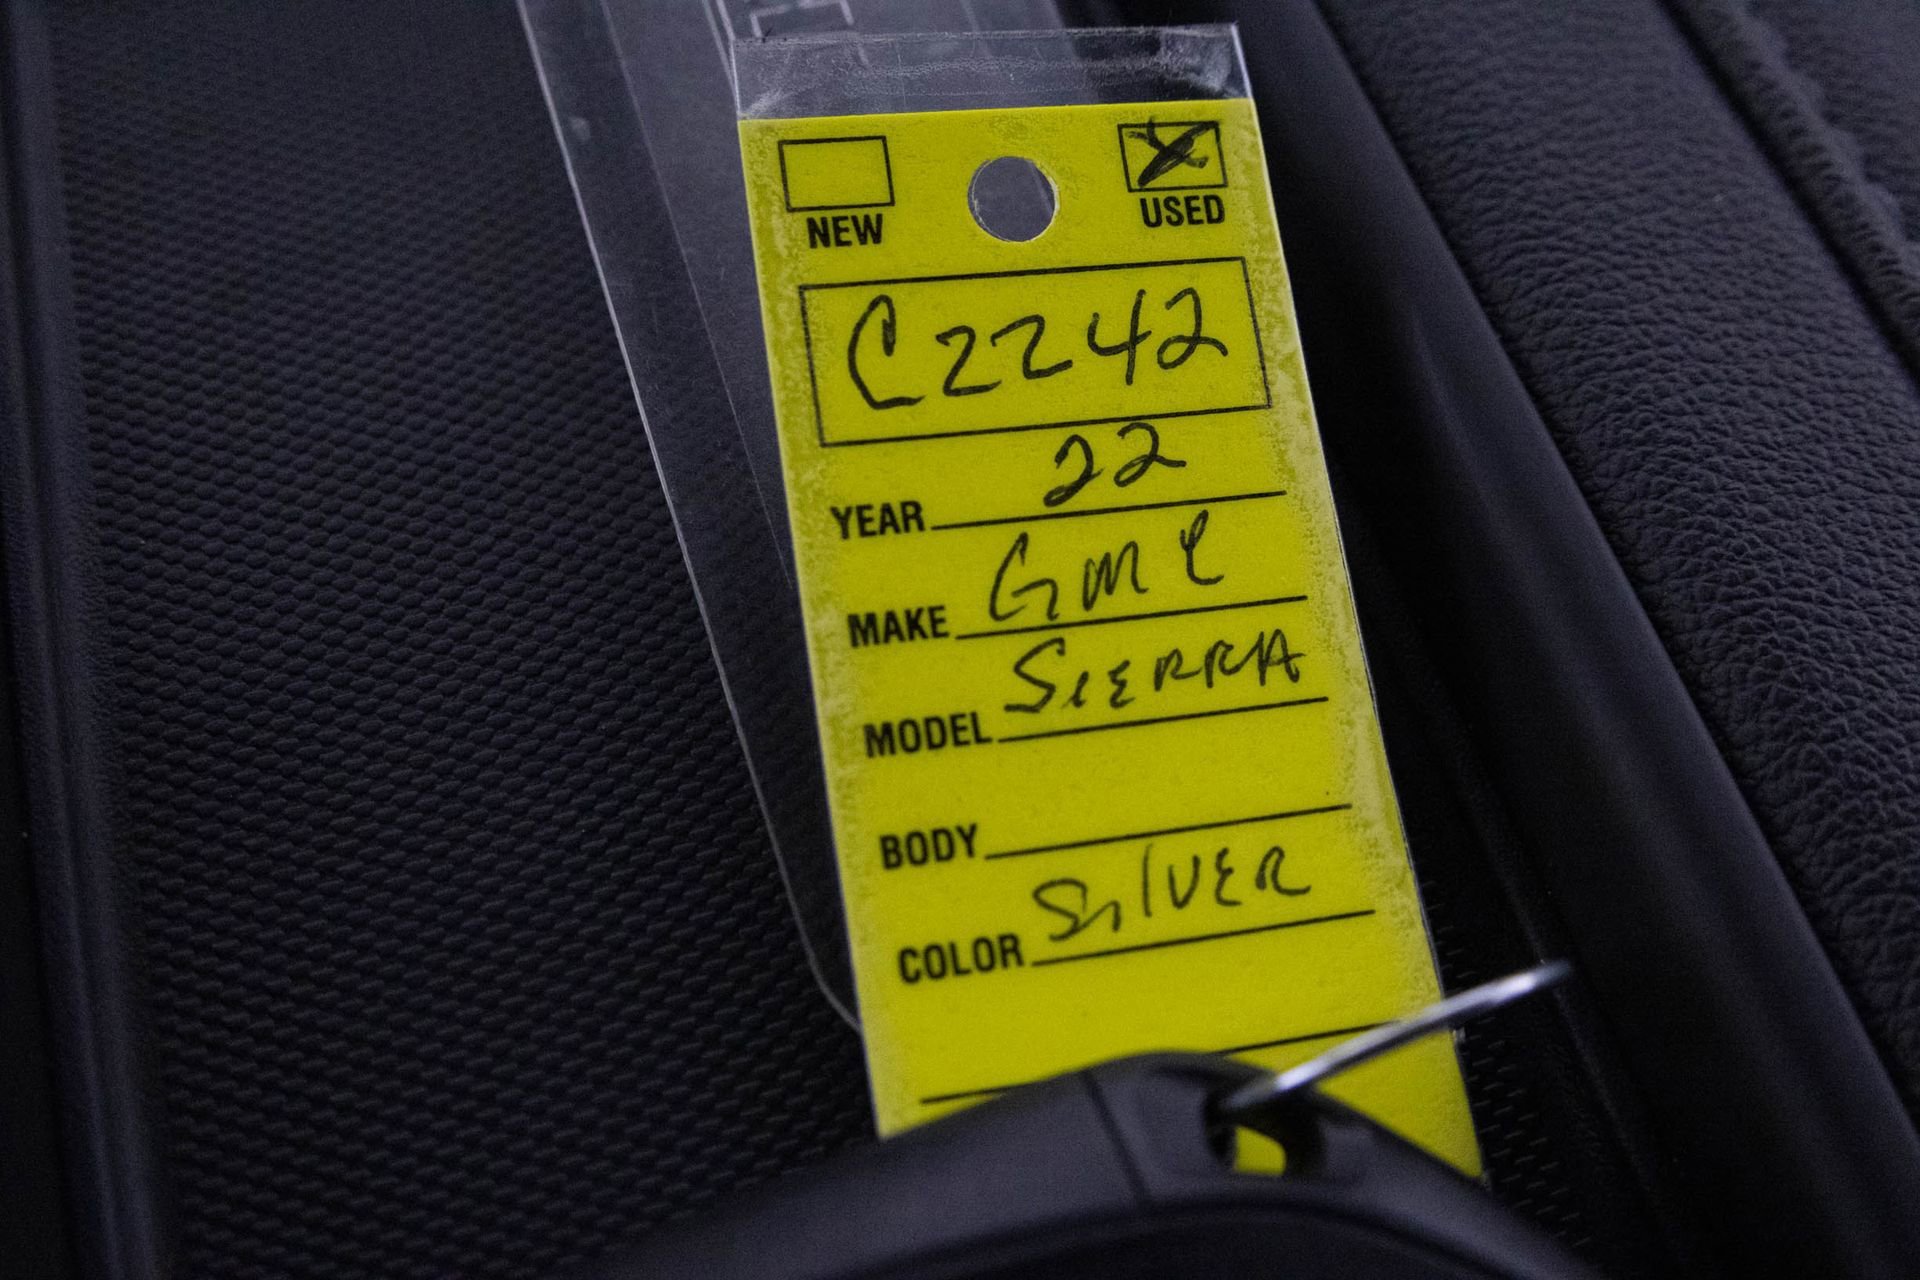 NEW USED
C2242
YEAR 22
MAKE GMC
MODEL SIERRA
BODY
COLOR SilVER